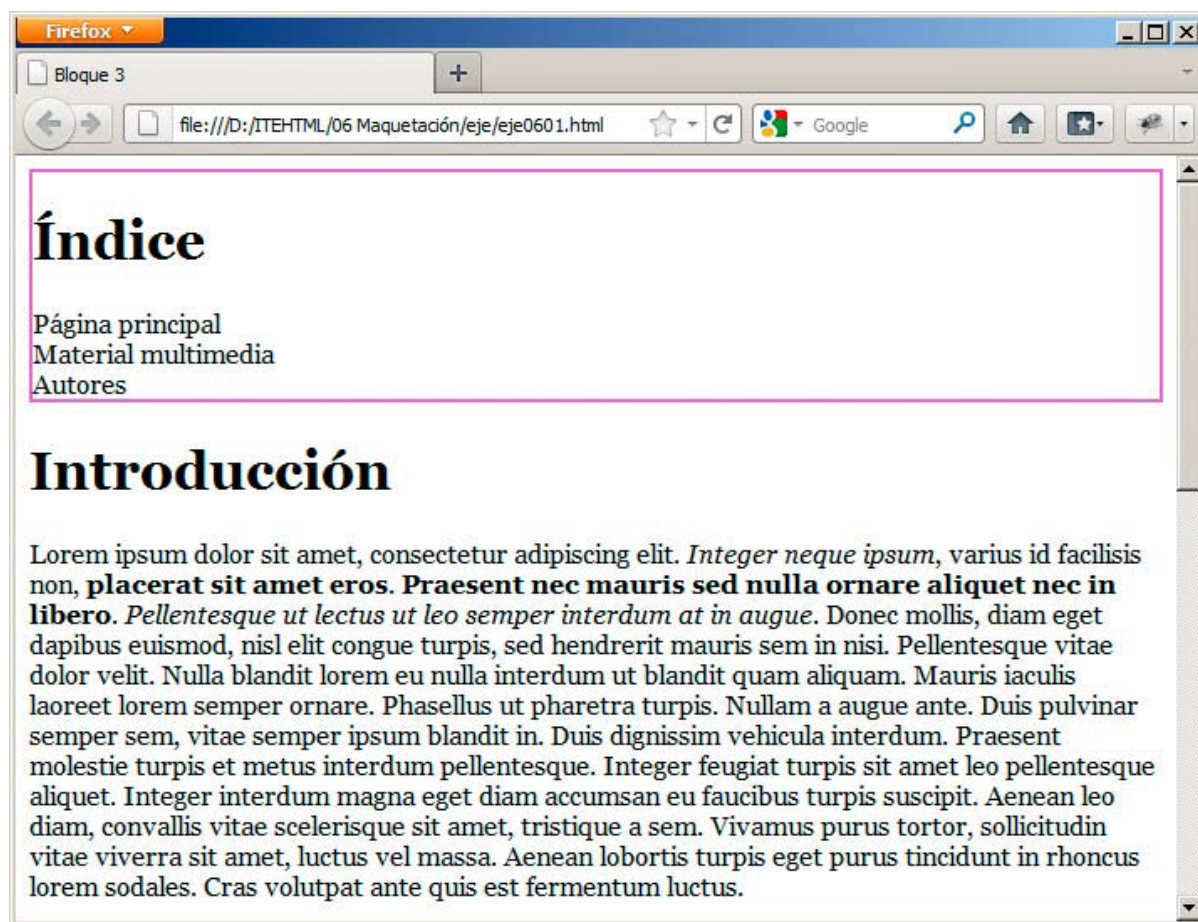 Firefox
Bloque 3
file:///D:/ITEHTML/06 Maquetación/eje/eje0601.html
Google
Índice
Página principal
Material multimedia
Autores
Introducción
Lorem ipsum dolor sit amet, consectetur adipiscing elit. Integer neque ipsum, varius id facilisis
non, placerat sit amet eros. Praesent nec mauris sed nulla ornare aliquet nec in
libero. Pellentesque ut lectus ut leo semper interdum at in augue. Donec mollis, diam eget
dapibus euismod, nisl elit congue turpis, sed hendrerit mauris sem in nisi. Pellentesque vitae
dolor velit. Nulla blandit lorem eu nulla interdum ut blandit quam aliquam. Mauris iaculis
laoreet lorem semper ornare. Phasellus ut pharetra turpis. Nullam a augue ante. Duis pulvinar
semper sem, vitae semper ipsum blandit in. Duis dignissim vehicula interdum. Praesent
molestie turpis et metus interdum pellentesque. Integer feugiat turpis sit amet leo pellentesque
aliquet. Integer interdum magna eget diam accumsan eu faucibus turpis suscipit. Aenean leo
diam, convallis vitae scelerisque sit amet, tristique a sem. Vivamus purus tortor, sollicitudin
vitae viverra sit amet, luctus vel massa. Aenean lobortis turpis eget purus tincidunt in rhoncus
lorem sodales. Cras volutpat ante quis est fermentum luctus.